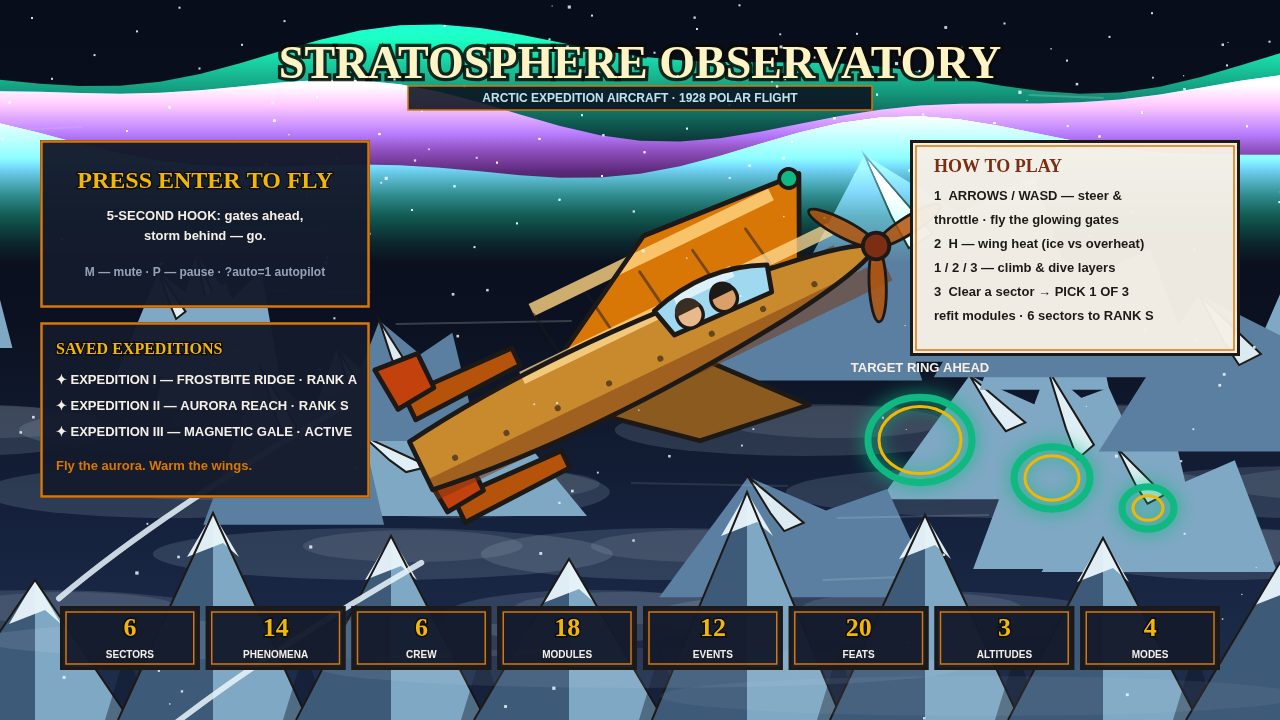 STRATOSPHERE OBSERVATORY
ARCTIC EXPEDITION AIRCRAFT · 1928 POLAR FLIGHT
PRESS ENTER TO FLY
5-SECOND HOOK: gates ahead,
storm behind — go.
M — mute · P — pause · ?auto=1 autopilot
SAVED EXPEDITIONS
✦ EXPEDITION I — FROSTBITE RIDGE · RANK A
✦ EXPEDITION II — AURORA REACH · RANK S
✦ EXPEDITION III — MAGNETIC GALE · ACTIVE
Fly the aurora. Warm the wings.
HOW TO PLAY
1 ARROWS / WASD — steer &
throttle · fly the glowing gates
2 H — wing heat (ice vs overheat)
1 / 2 / 3 — climb & dive layers
3 Clear a sector → PICK 1 OF 3
refit modules · 6 sectors to RANK S
TARGET RING AHEAD
6
SECTORS
14
PHENOMENA
6
CREW
18
MODULES
12
EVENTS
20
FEATS
3
ALTITUDES
4
MODES